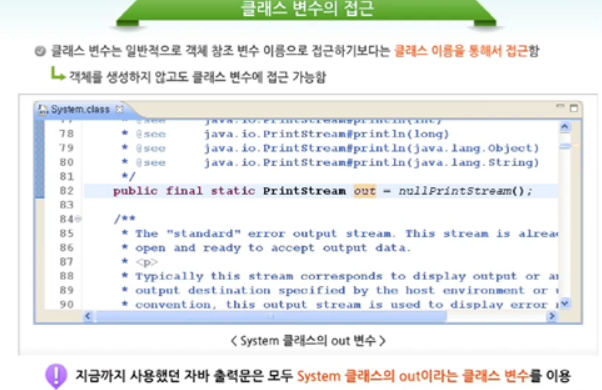 클래스 변수의 접근
클래스 변수는 일반적으로 객체 참조 변수 이름으로 접근하기보다는 클래스 이름을 통해서 접근함
객체를 생성하지 않고도 클래스 변수에 접근 가능함
System.class
77 * @see java.io.PrintStream#println(int)
78 * @see java.io.PrintStream#println(long)
79 * @see java.io.PrintStream#println(java.lang.Object)
80 * @see java.io.PrintStream#println(java.lang.String)
81 */
82 public final static PrintStream out = nullPrintStream();
83
84 /**
85 * The "standard" error output stream. This stream is alrea
86 * open and ready to accept output data.
87 * <p>
88 * Typically this stream corresponds to display output or a
89 * output destination specified by the host environment or
90 * convention, this output stream is used to display error
< System 클래스의 out 변수 >
지금까지 사용했던 자바 출력문은 모두 System 클래스의 out이라는 클래스 변수를 이용